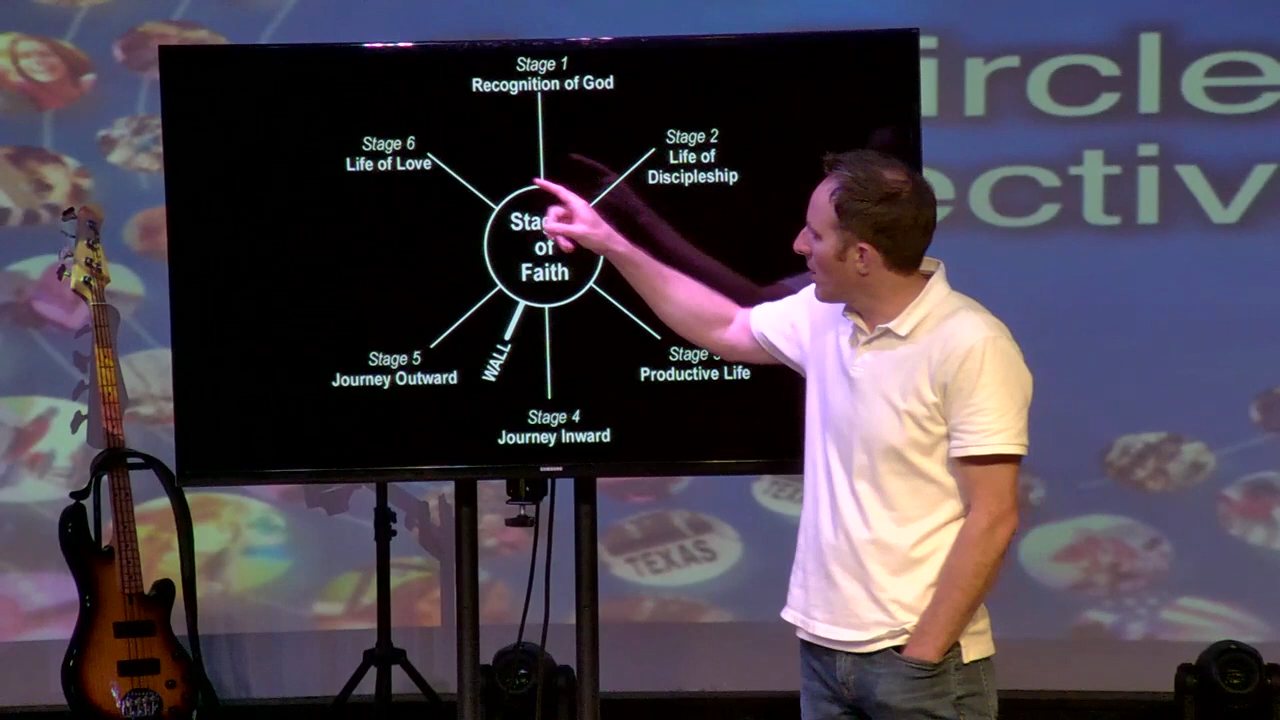 Stage 1
Recognition of God
Stage 6
Life of Love
Stage 2
Life of
Discipleship
of
Faith
Stage 5
Journey Outward
WALL
Stage
Productive Life
Stage 4
Journey Inward
ircle
ectiv
TEXAS